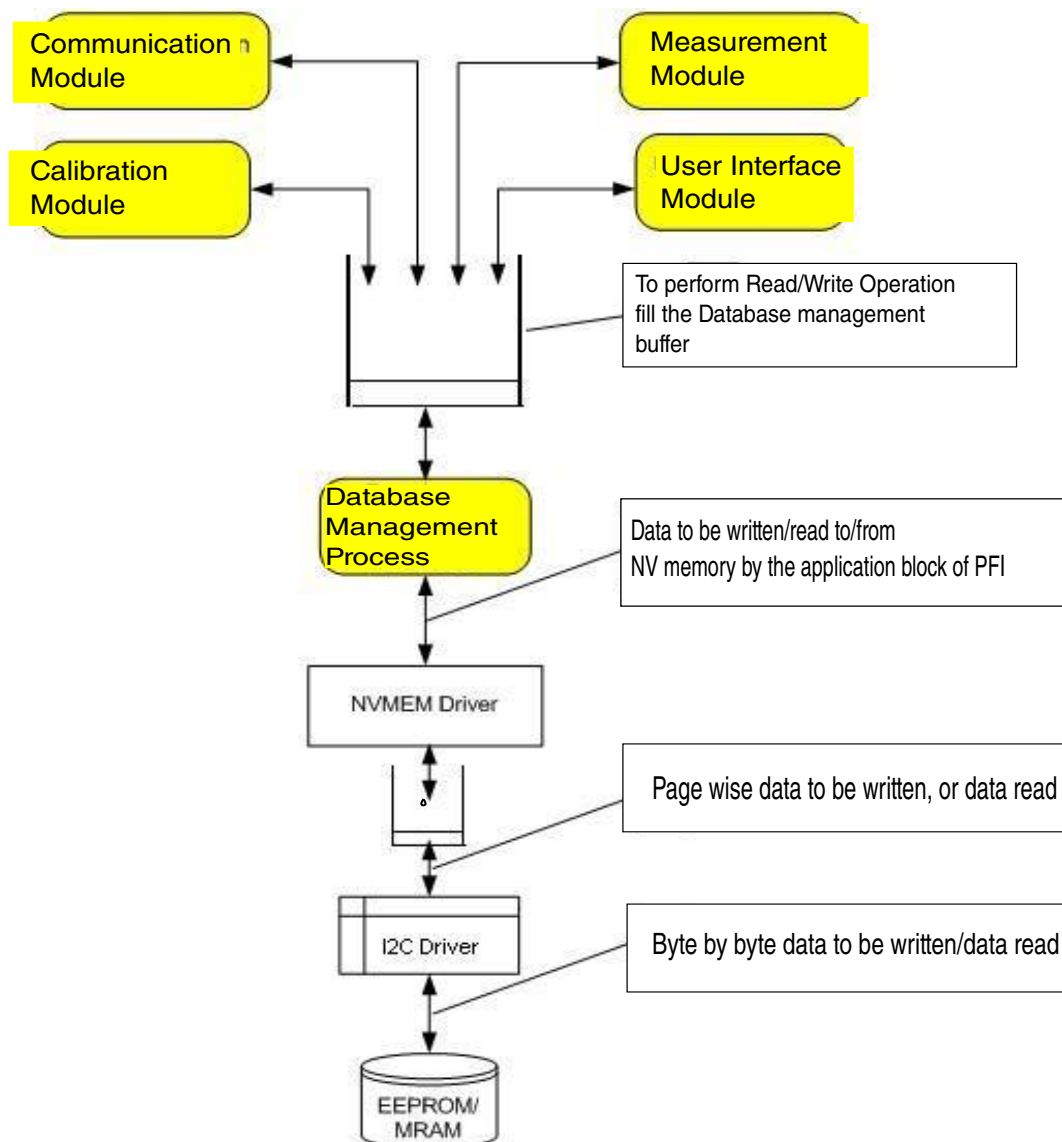 Communication
Module
Measurement
Module
Calibration
Module
User Interface
Module
To perform Read/Write Operation
fill the Database management
buffer
Database
Management
Process
Data to be written/read to/from
NV memory by the application block of PFI
NVMEM Driver
Page wise data to be written, or data read
I2C Driver
Byte by byte data to be written/data read
EEPROM/
MRAM